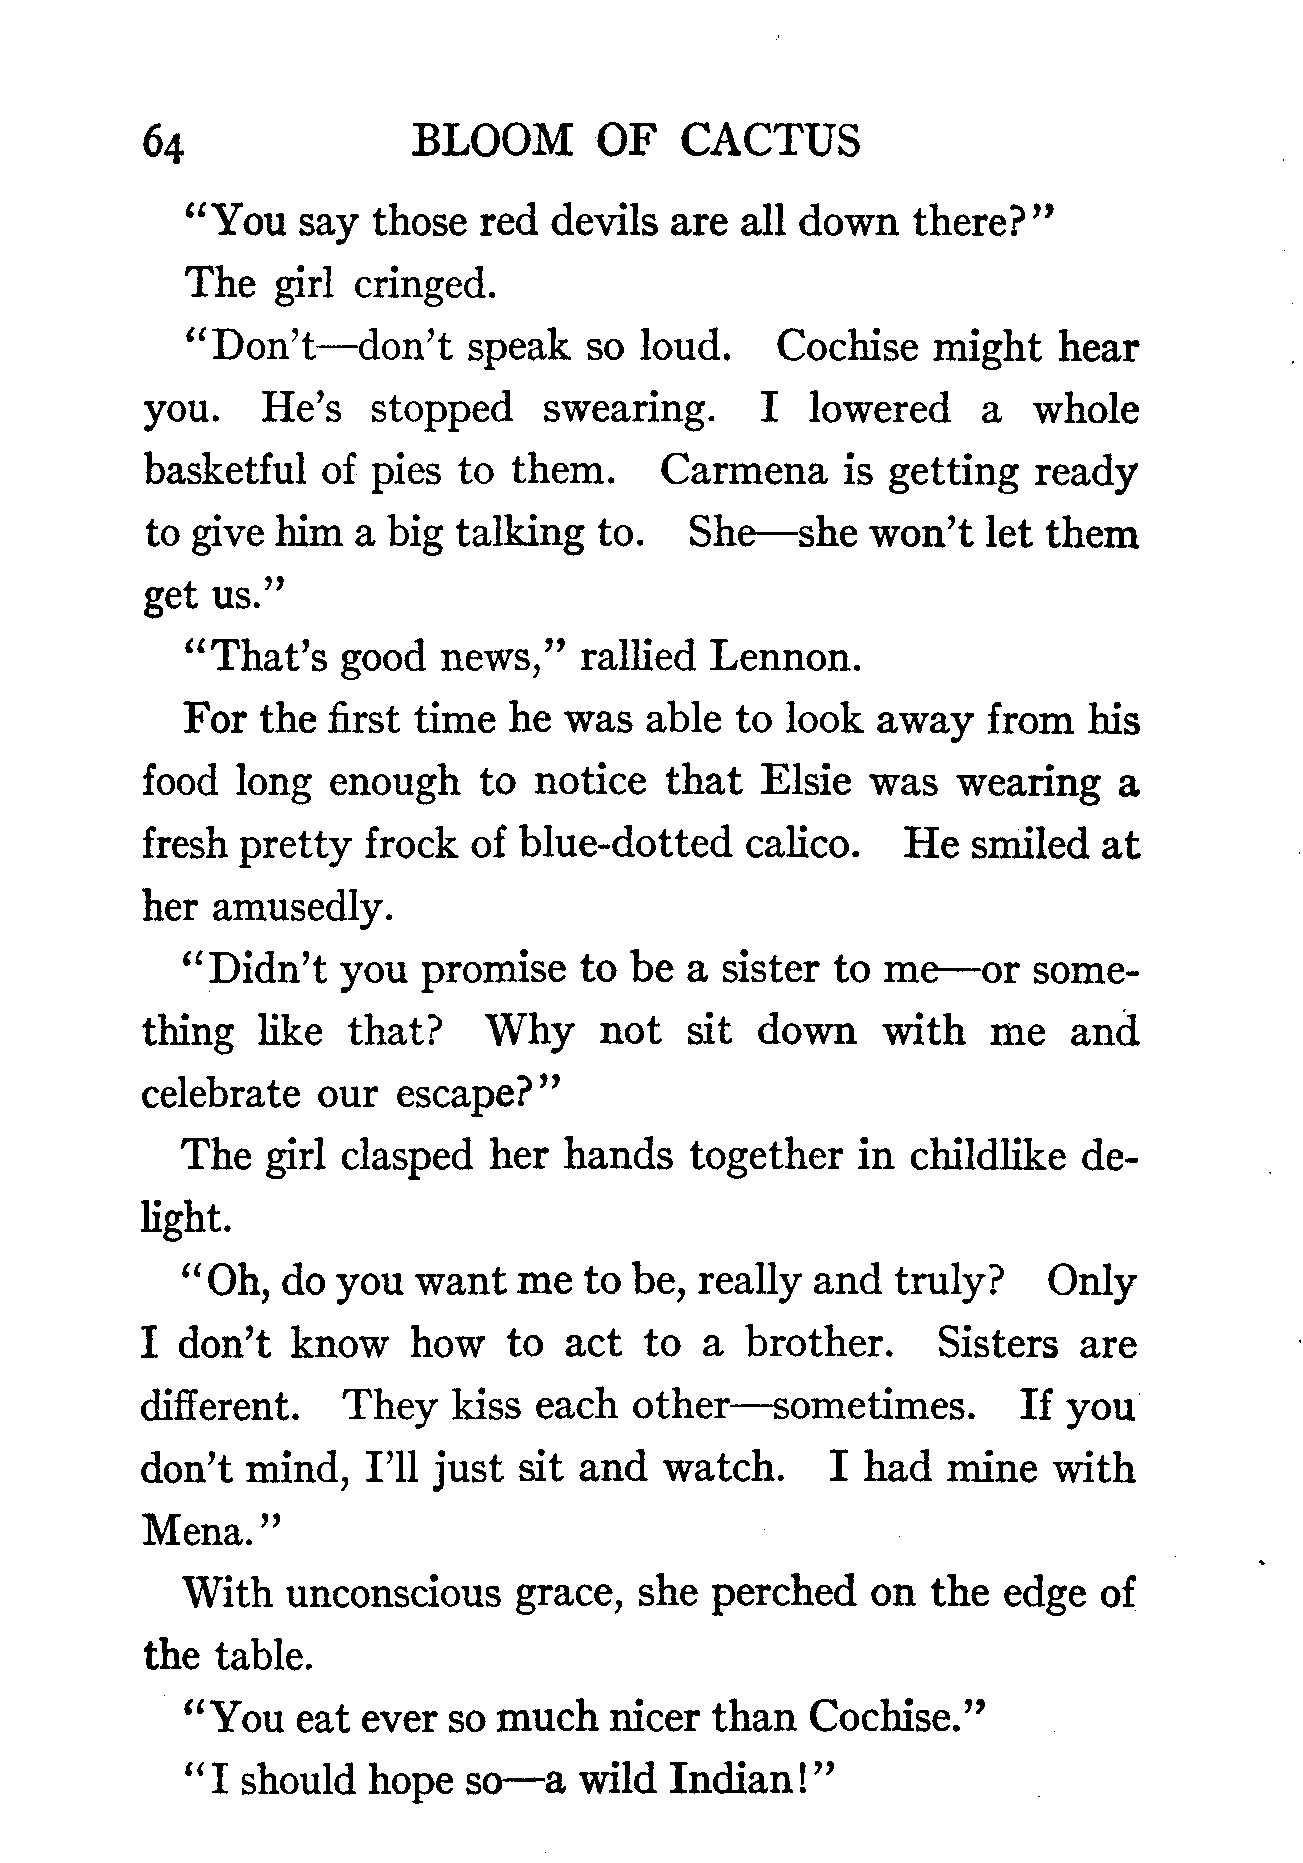 64 BLOOM OF CACTUS
“You say those red devils are all down there?”
The girl cringed.
“Don’t—don’t speak so loud. Cochise might hear
you. He’s stopped swearing. I lowered a whole
basketful of pies to them. Carmena is getting ready
to give him a big talking to. She—she won’t let them
get us.”
“That’s good news,” rallied Lennon.
For the first time he was able to look away from his
food long enough to notice that Elsie was wearing a
fresh pretty frock of blue-dotted calico. He smiled at
her amusedly.
“Didn’t you promise to be a sister to me—or some-
thing like that? Why not sit down with me and
celebrate our escape?”
The girl clasped her hands together in childlike de-
light.
“Oh, do you want me to be, really and truly? Only
I don’t know how to act to a brother. Sisters are
different. They kiss each other—sometimes. If you
don’t mind, I’ll just sit and watch. I had mine with
Mena.”
With unconscious grace, she perched on the edge of
the table.
“You eat ever so much nicer than Cochise.”
“I should hope so—a wild Indian!”